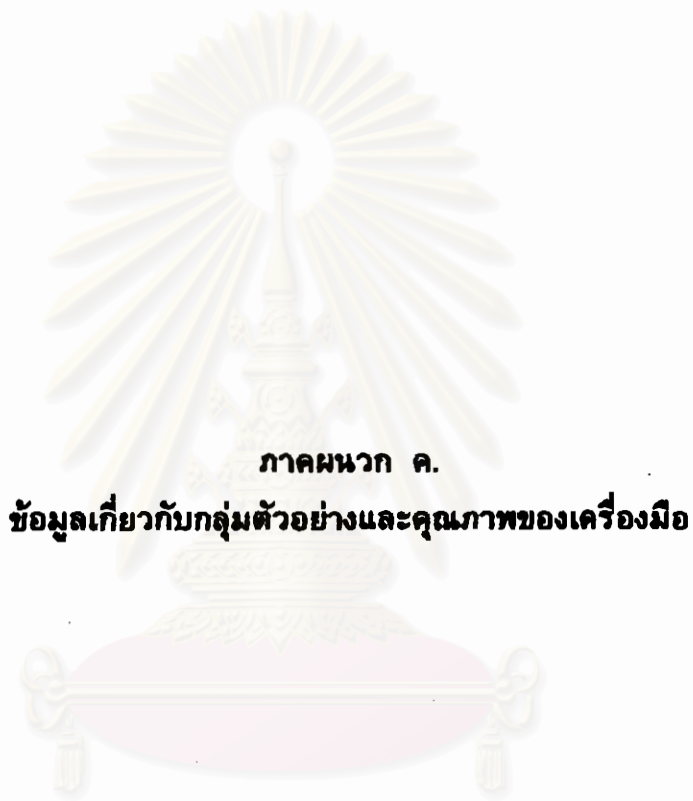 ภาคผนวก ค.
ข้อมูลเกี่ยวกับกลุ่มตัวอย่างและคุณภาพของเครื่องมือ